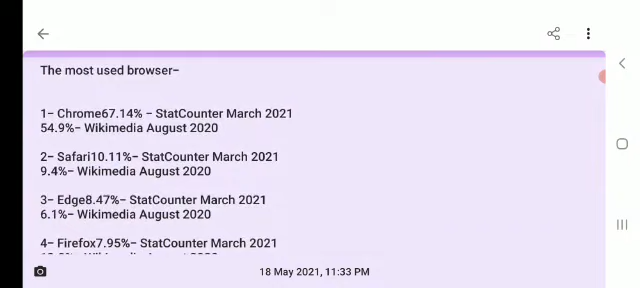 The most used browser–
1– Chrome67.14% – StatCounter March 2021
54.9%– Wikimedia August 2020
2– Safari10.11%– StatCounter March 2021
9.4%– Wikimedia August 2020
3– Edge8.47%– StatCounter March 2021
6.1%– Wikimedia August 2020
4– Firefox7.95%– StatCounter March 2021
18 May 2021, 11:33 PM